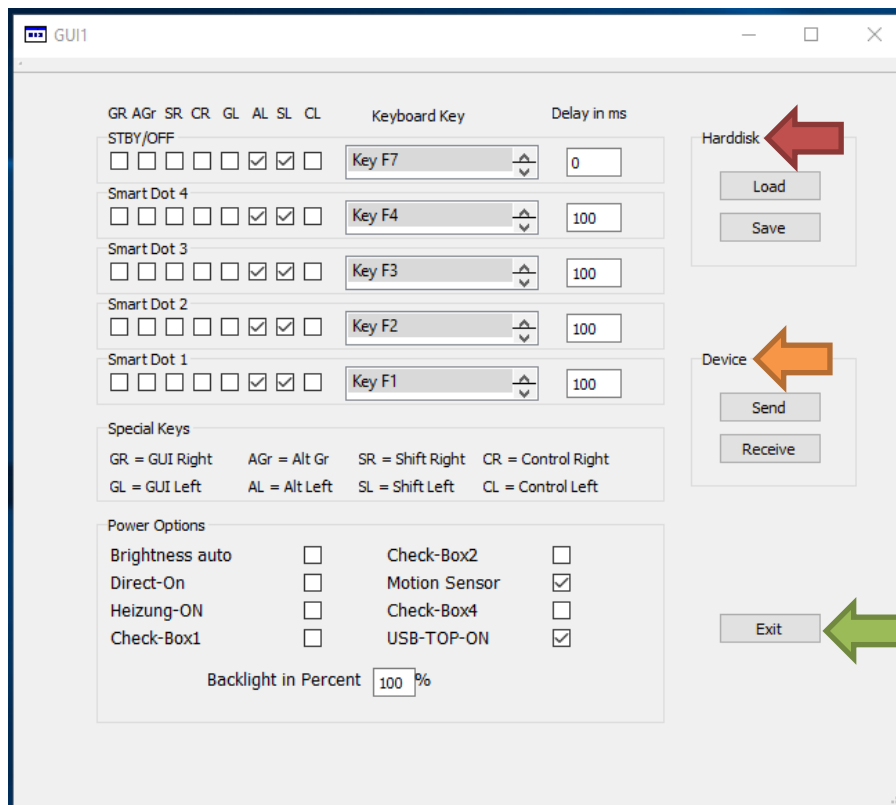 GUI1
GR AGr SR CR GL AL SL CL Keyboard Key Delay in ms
STBY/OFF
Key F7 0
Smart Dot 4
Key F4 100
Smart Dot 3
Key F3 100
Smart Dot 2
Key F2 100
Smart Dot 1
Key F1 100
Special Keys
GR = GUI Right AGr = Alt Gr SR = Shift Right CR = Control Right
GL = GUI Left AL = Alt Left SL = Shift Left CL = Control Left
Power Options
Brightness auto Check-Box2
Direct-On Motion Sensor
Heizung-ON Check-Box4
Check-Box1 USB-TOP-ON
Backlight in Percent 100 %
Harddisk
Load
Save
Device
Send
Receive
Exit